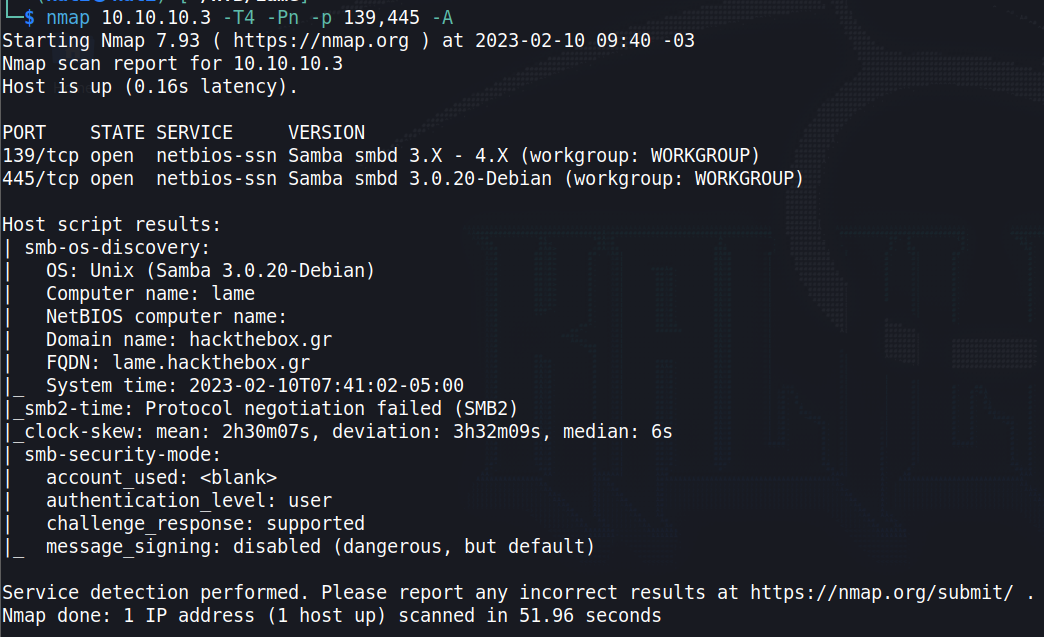 └─$ nmap 10.10.10.3 -T4 -Pn -p 139,445 -A
Starting Nmap 7.93 ( https://nmap.org ) at 2023-02-10 09:40 -03
Nmap scan report for 10.10.10.3
Host is up (0.16s latency).

PORT    STATE SERVICE     VERSION
139/tcp open  netbios-ssn Samba smbd 3.X - 4.X (workgroup: WORKGROUP)
445/tcp open  netbios-ssn Samba smbd 3.0.20-Debian (workgroup: WORKGROUP)

Host script results:
| smb-os-discovery:
|   OS: Unix (Samba 3.0.20-Debian)
|   Computer name: lame
|   NetBIOS computer name:
|   Domain name: hackthebox.gr
|   FQDN: lame.hackthebox.gr
|_  System time: 2023-02-10T07:41:02-05:00
|_smb2-time: Protocol negotiation failed (SMB2)
|_clock-skew: mean: 2h30m07s, deviation: 3h32m09s, median: 6s
| smb-security-mode:
|   account_used: <blank>
|   authentication_level: user
|   challenge_response: supported
|_  message_signing: disabled (dangerous, but default)

Service detection performed. Please report any incorrect results at https://nmap.org/submit/ .
Nmap done: 1 IP address (1 host up) scanned in 51.96 seconds